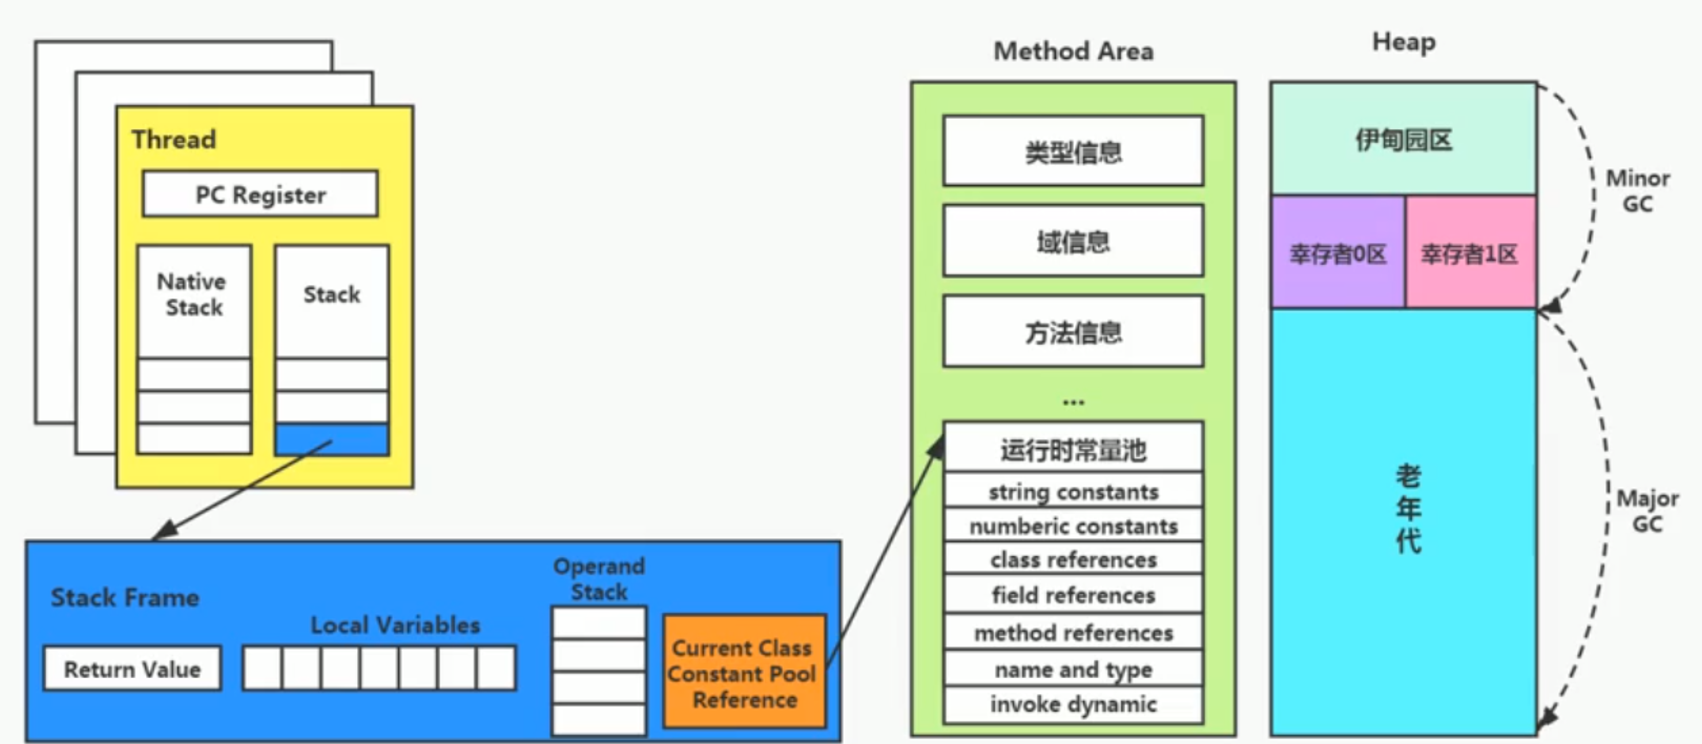 Thread
PC Register
Native
Stack
Stack
Stack Frame
Return Value
Local Variables
Operand
Stack
Current Class
Constant Pool
Reference
Method Area
类型信息
域信息
方法信息
...
运行时常量池
string constants
numberic constants
class references
field references
method references
name and type
invoke dynamic
Heap
伊甸园区
幸存者0区
幸存者1区
老
年
代
Minor
GC
Major
GC